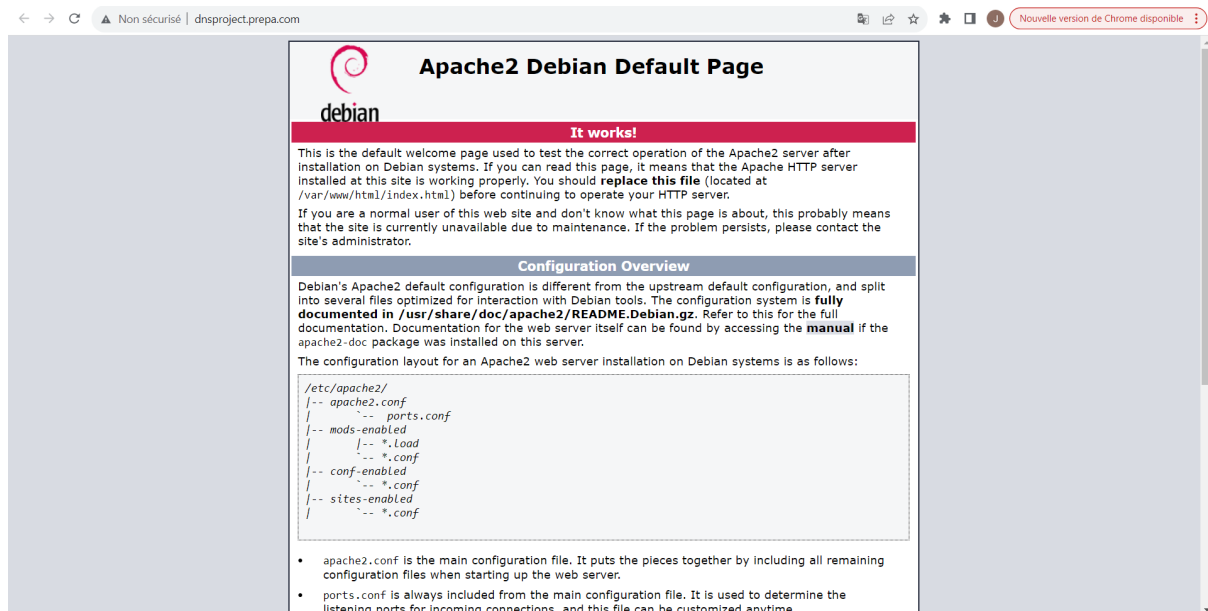 Non sécurisé | dnsproject.prepa.com
J
Nouvelle version de Chrome disponible
debian
Apache2 Debian Default Page
It works!
This is the default welcome page used to test the correct operation of the Apache2 server after
installation on Debian systems. If you can read this page, it means that the Apache HTTP server
installed at this site is working properly. You should replace this file (located at
/var/www/html/index.html) before continuing to operate your HTTP server.
If you are a normal user of this web site and don't know what this page is about, this probably means
that the site is currently unavailable due to maintenance. If the problem persists, please contact the
site's administrator.
Configuration Overview
Debian's Apache2 default configuration is different from the upstream default configuration, and split
into several files optimized for interaction with Debian tools. The configuration system is fully
documented in /usr/share/doc/apache2/README.Debian.gz. Refer to this for the full
documentation. Documentation for the web server itself can be found by accessing the manual if the
apache2-doc package was installed on this server.
The configuration layout for an Apache2 web server installation on Debian systems is as follows:
/etc/apache2/
|-- apache2.conf
|       `--  ports.conf
|-- mods-enabled
|       |-- *.load
|       `-- *.conf
|-- conf-enabled
|       `-- *.conf
|-- sites-enabled
|       `-- *.conf
• apache2.conf is the main configuration file. It puts the pieces together by including all remaining
configuration files when starting up the web server.
• ports.conf is always included from the main configuration file. It is used to determine the
listening ports for incoming connections, and this file can be customized anytime.